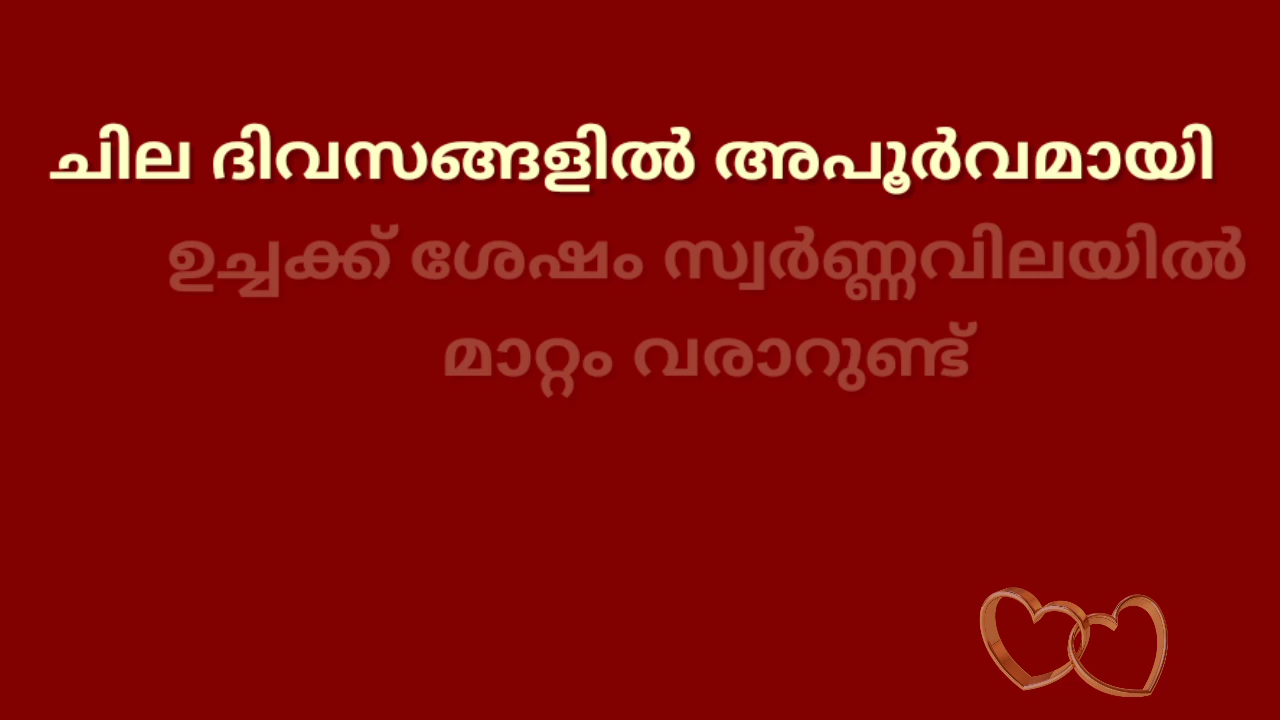 ചില ദിവസങ്ങളിൽ അപൂർവമായി
ഉച്ചക്ക് ശേഷം സ്വർണ്ണവിലയിൽ
മാറ്റം വരാറുണ്ട്